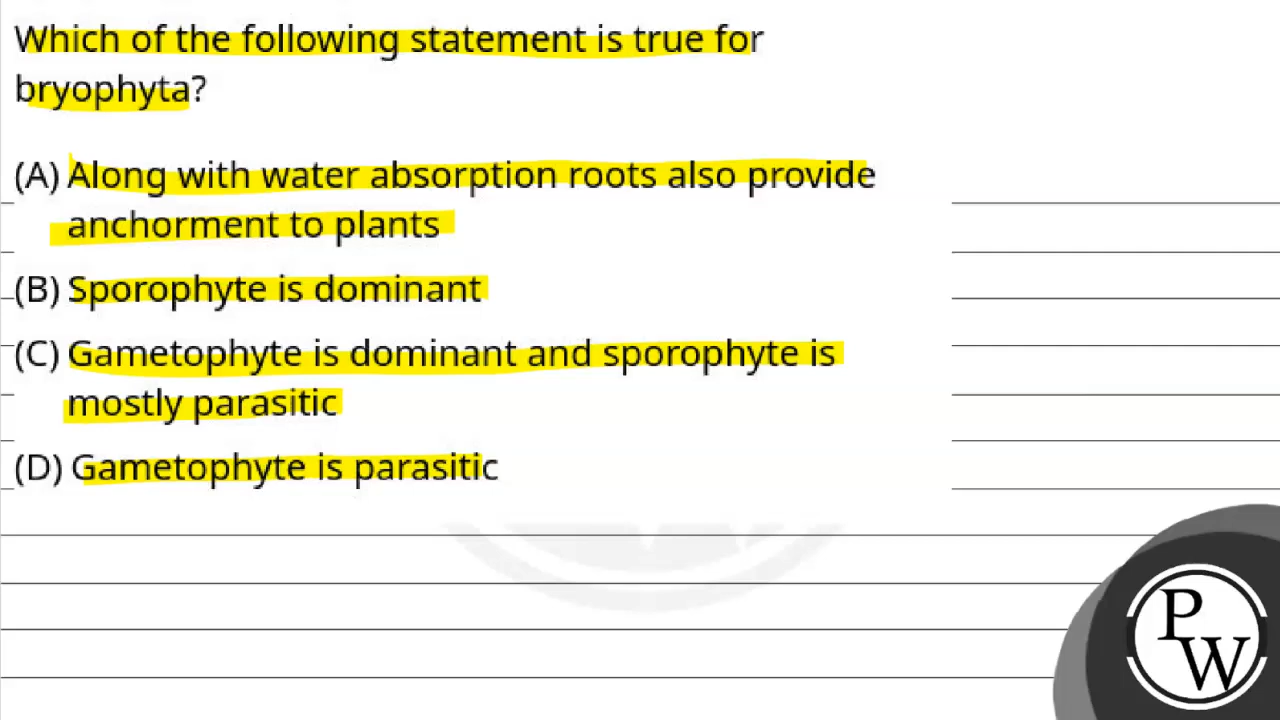 Which of the following statement is true for
bryophyta?
(A) Along with water absorption roots also provide
anchorment to plants
(B) Sporophyte is dominant
(C) Gametophyte is dominant and sporophyte is
mostly parasitic
(D) Gametophyte is parasitic
P
W